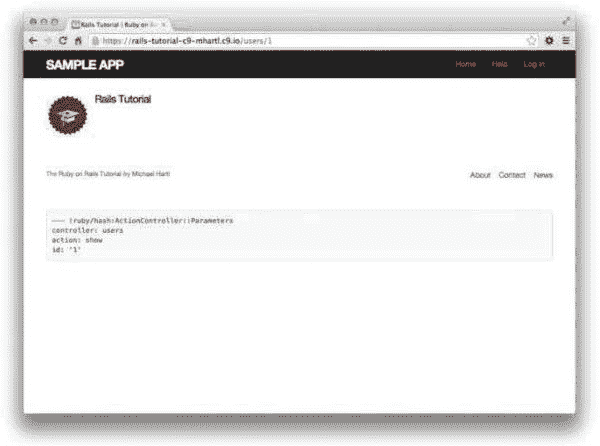 Rails Tutorial | Ruby on Ra
https://rails-tutorial-c9-mhartl.c9.io/users/1
SAMPLE APP
Home Help Log in
Rails Tutorial
The Ruby on Rails Tutorial by Michael Hartl
About Contact News
--- !ruby/hash:ActionController::Parameters
controller: users
action: show
id: '1'